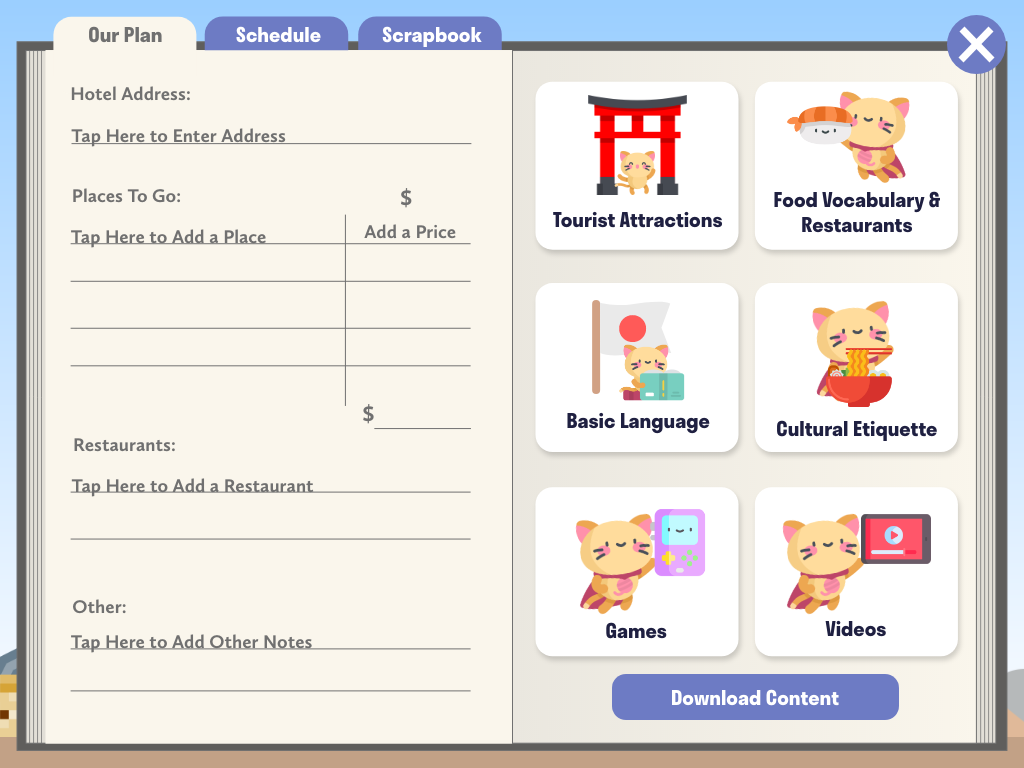 Our Plan
Schedule
Scrapbook
Hotel Address:
Tap Here to Enter Address
Places To Go:
$
Tap Here to Add a Place
Add a Price
$
Restaurants:
Tap Here to Add a Restaurant
Other:
Tap Here to Add Other Notes
Tourist Attractions
Food Vocabulary &
Restaurants
Basic Language
Cultural Etiquette
Games
Videos
Download Content